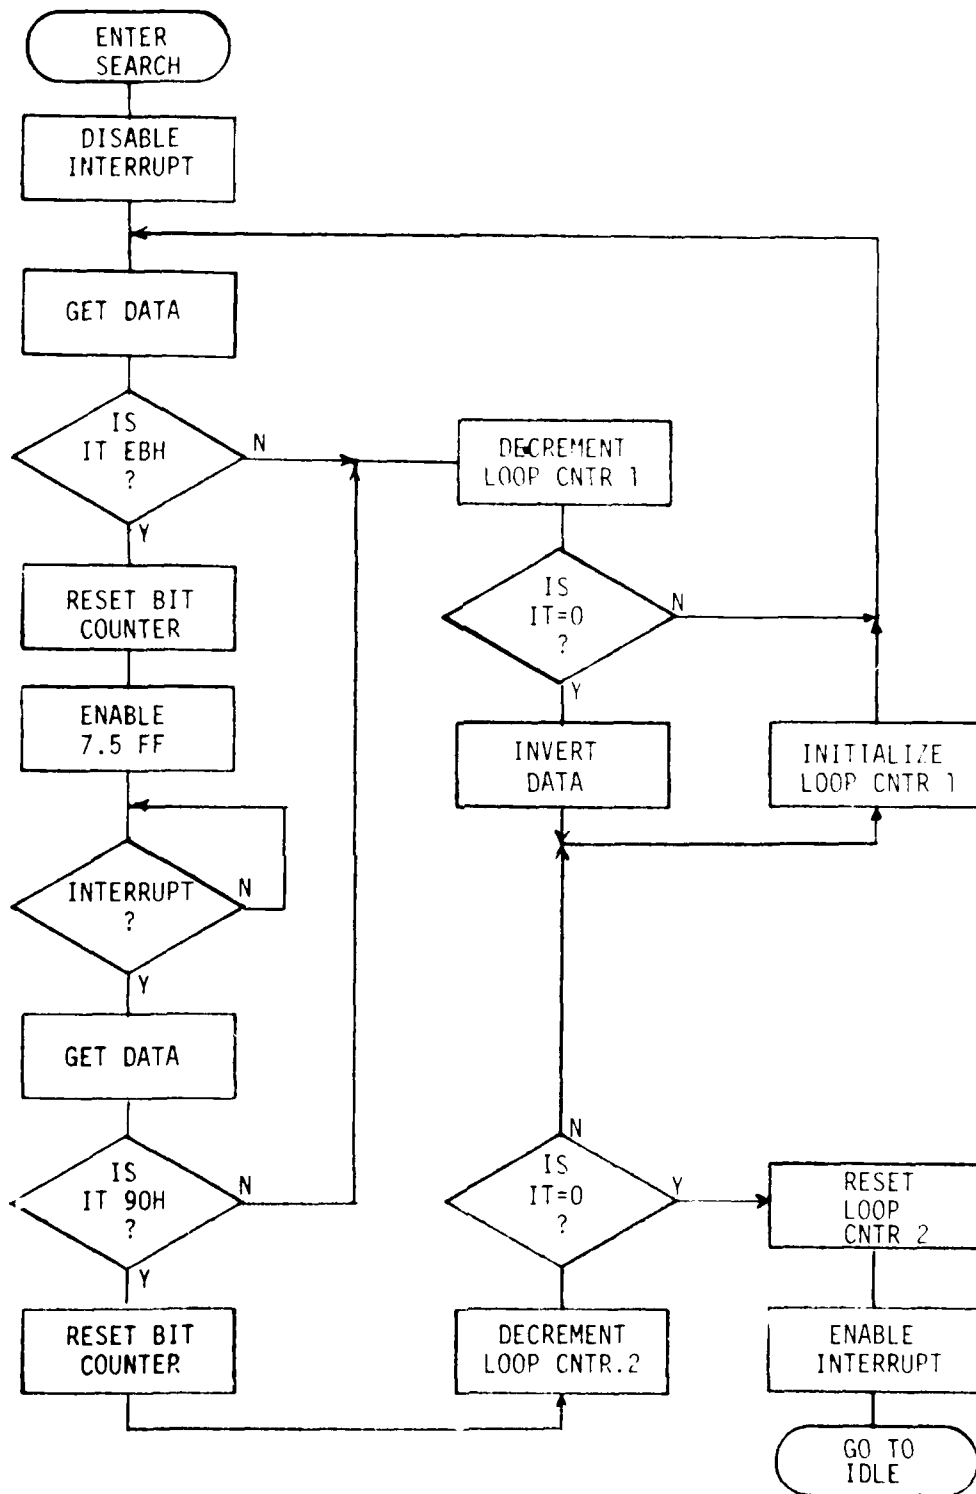 ENTER
SEARCH
DISABLE
INTERRUPT
GET DATA
IS
IT EBH
?
N
Y
RESET BIT
COUNTER
ENABLE
7.5 FF
INTERRUPT
?
N
Y
GET DATA
IS
IT 90H
?
N
Y
RESET BIT
COUNTER
DECREMENT
LOOP CNTR 1
IS
IT=0
?
N
Y
INVERT
DATA
INITIALIZE
LOOP CNTR 1
N
IS
IT=0
?
Y
DECREMENT
LOOP CNTR.2
RESET
LOOP
CNTR 2
ENABLE
INTERRUPT
GO TO
IDLE